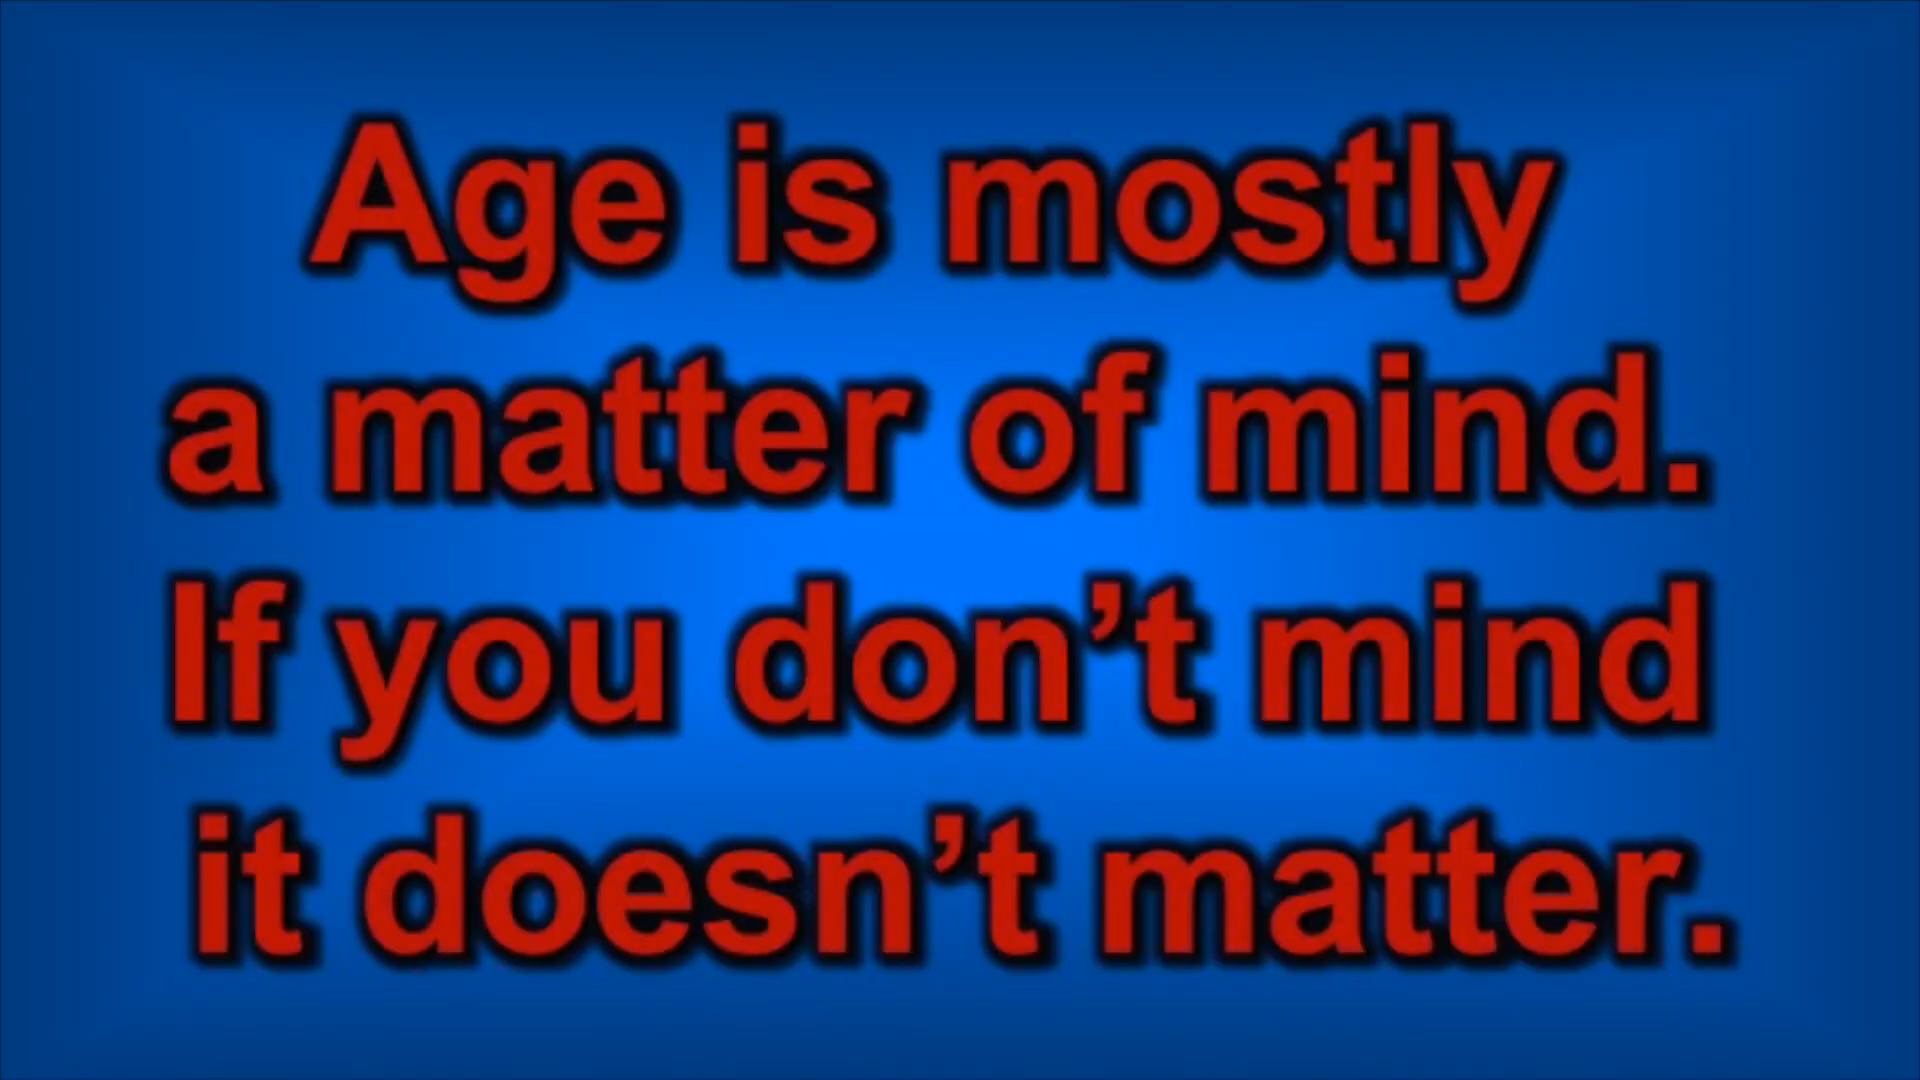 Age is mostly
a matter of mind.
If you don’t mind
it doesn’t matter.